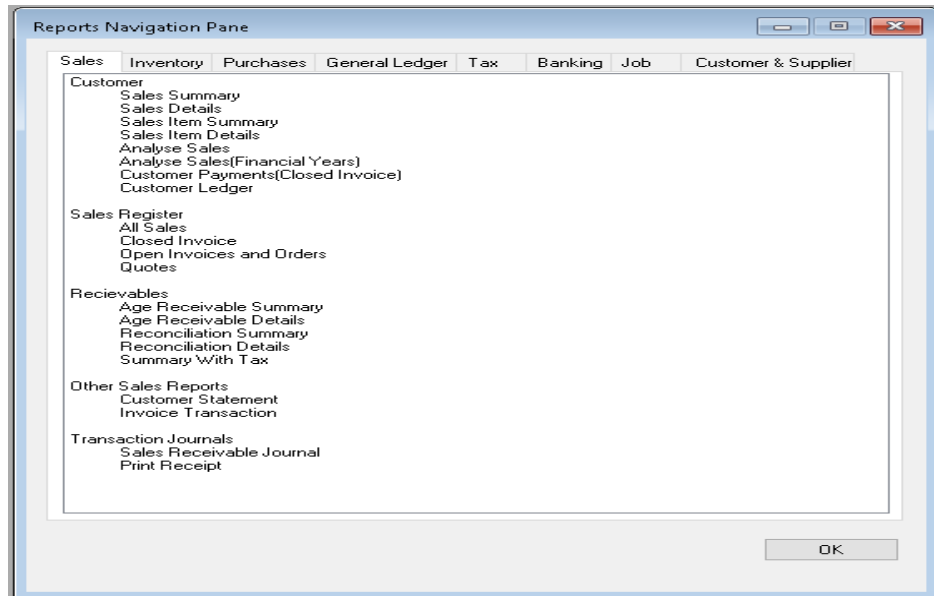 Reports Navigation Pane
Sales Inventory Purchases General Ledger Tax Banking Job Customer & Supplier
Customer
Sales Summary
Sales Details
Sales Item Summary
Sales Item Details
Analyse Sales
Analyse Sales(Financial Years)
Customer Payments(Closed Invoice)
Customer Ledger
Sales Register
All Sales
Closed Invoice
Open Invoices and Orders
Quotes
Recievables
Age Receivable Summary
Age Receivable Details
Reconciliation Summary
Reconciliation Details
Summary With Tax
Other Sales Reports
Customer Statement
Invoice Transaction
Transaction Journals
Sales Receivable Journal
Print Receipt
OK